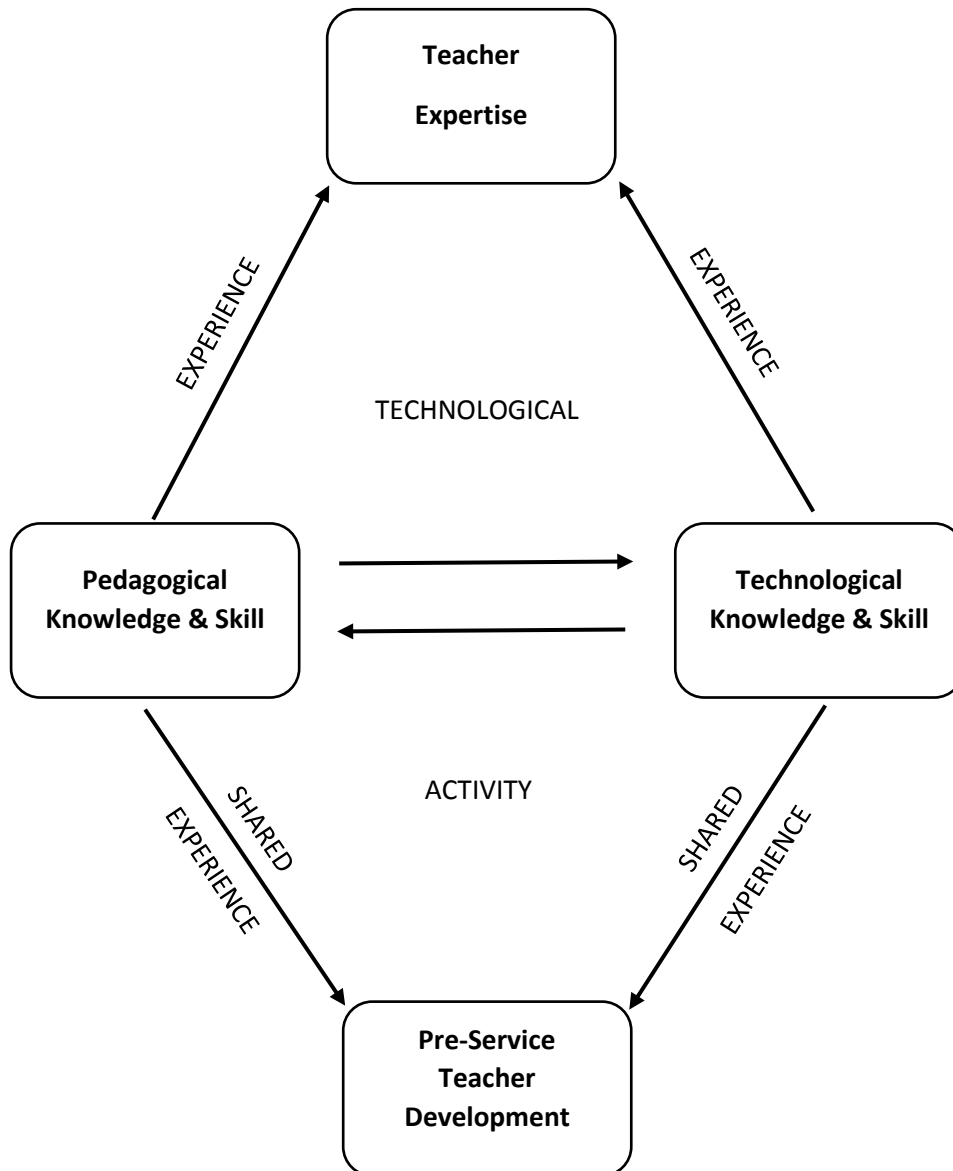 Teacher
Expertise
EXPERIENCE
EXPERIENCE
TECHNOLOGICAL
Pedagogical
Knowledge & Skill
Technological
Knowledge & Skill
ACTIVITY
SHARED
EXPERIENCE
SHARED
EXPERIENCE
Pre-Service
Teacher
Development